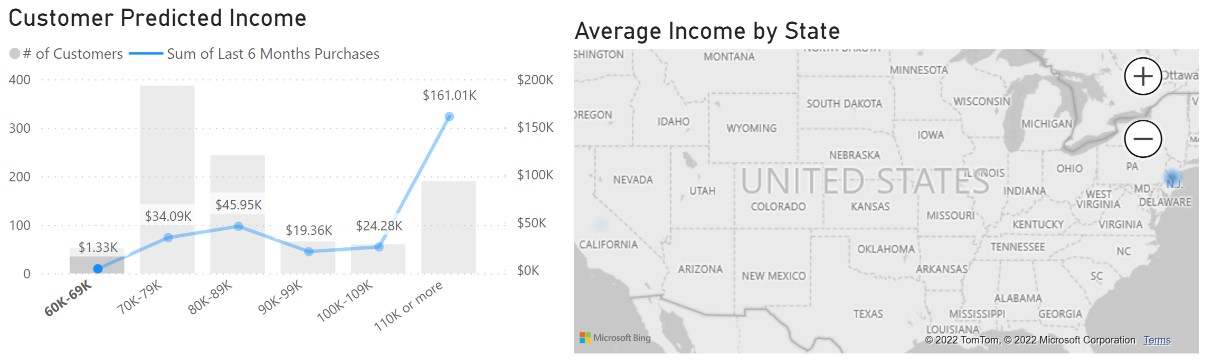 Customer Predicted Income
# of Customers
Sum of Last 6 Months Purchases
400
300
200
100
0
$200K
$150K
$100K
$50K
$0K
$1.33K
$34.09K
$45.95K
$19.36K
$24.28K
$161.01K
60K-69K
70K-79K
80K-89K
90K-99K
100K-109K
110K or more
Average Income by State
MONTANA
MINNESOTA
Ottawa
SOUTH DAKOTA
WISCONSIN
IDAHO
WYOMING
MICHIGAN
IOWA
NEBRASKA
NEVADA
UTAH
UNITED STATES
OHIO
PA
N.J.
COLORADO
KANSAS
INDIANA
WEST
VIRGINIA
MD
DELAWARE
MISSOURI
KENTUCKY
VIRGINIA
CALIFORNIA
OKLAHOMA
TENNESSEE
NC
ARIZONA
NEW MEXICO
ARKANSAS
SC
TEXAS
ALABAMA
MISSISSIPPI
GEORGIA
LOUISIANA
Microsoft Bing
© 2022 TomTom, © 2022 Microsoft Corporation Terms